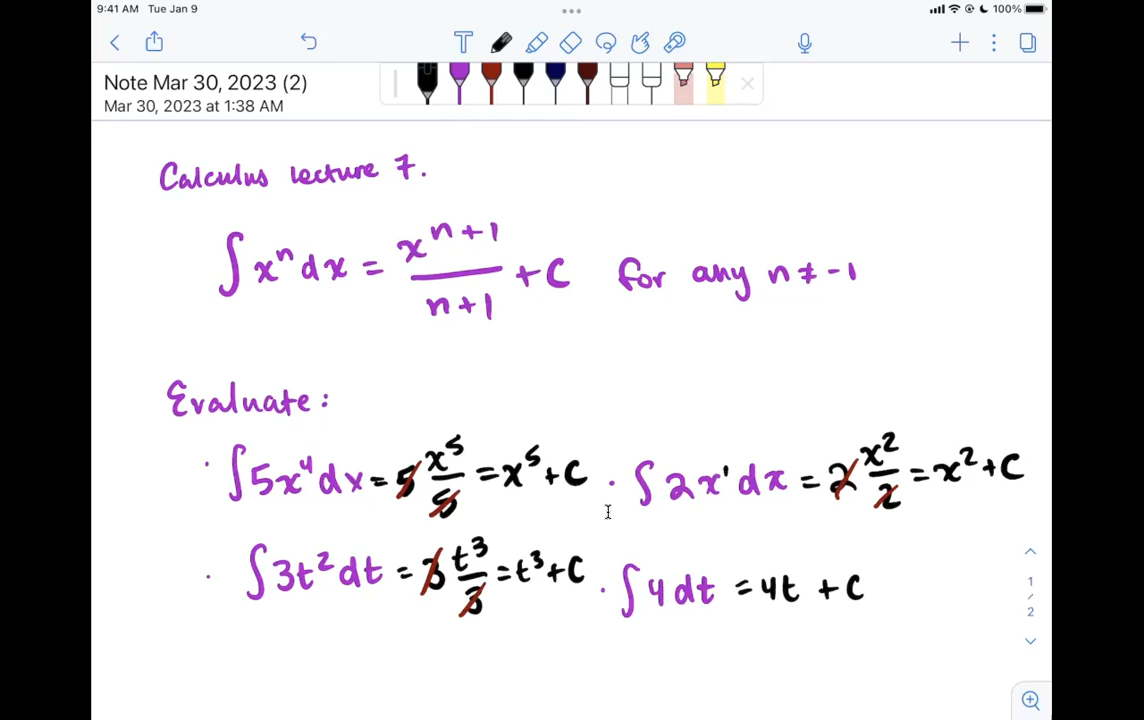 9:41 AM Tue Jan 9
100%
T
Note Mar 30, 2023 (2)
Mar 30, 2023 at 1:38 AM
Calculus lecture 7.
∫xⁿdx = xⁿ⁺¹/(n+1) + C for any n ≠ -1
Evaluate:
· ∫5x⁴dx = 5 x⁵/5 = x⁵ + C · ∫2x¹dx = 2 x²/2 = x² + C
· ∫3t²dt = 3 t³/3 = t³ + C · ∫4dt = 4t + C
1
/
2